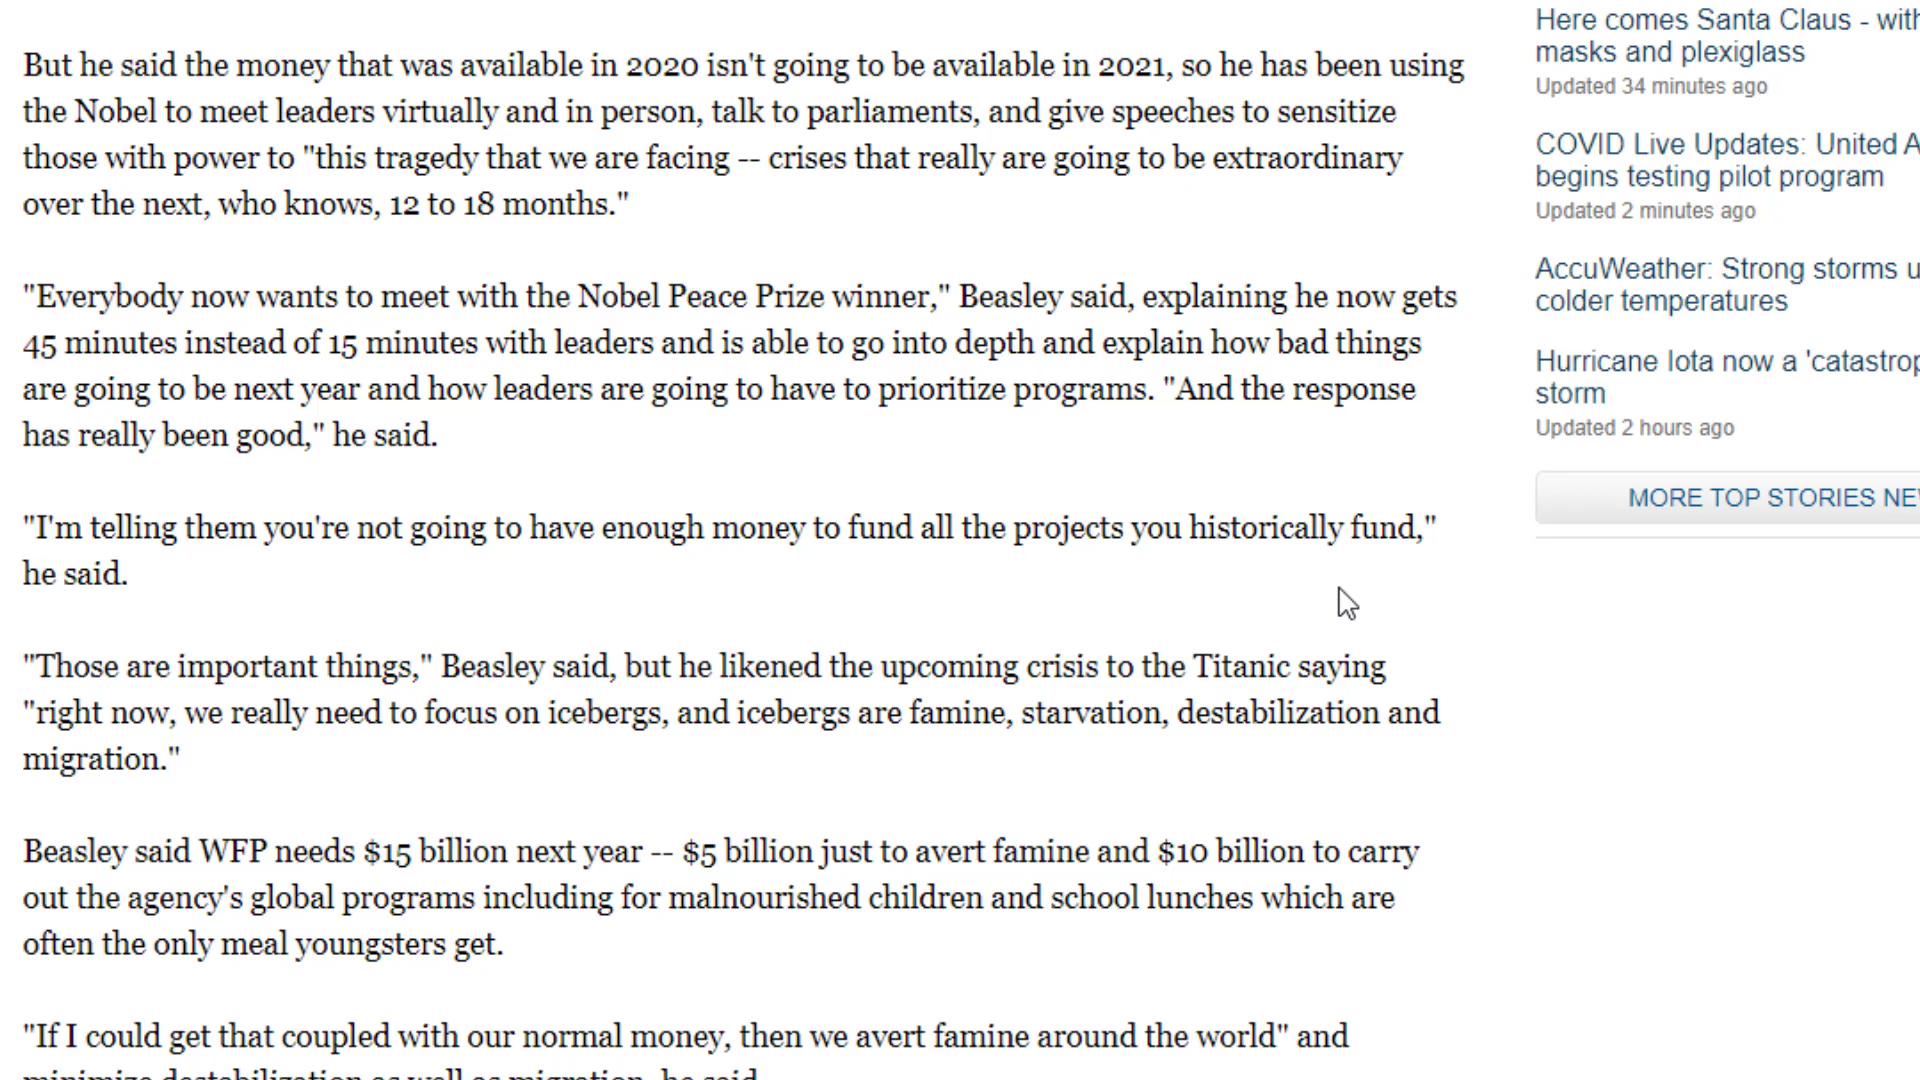 But he said the money that was available in 2020 isn't going to be available in 2021, so he has been using
the Nobel to meet leaders virtually and in person, talk to parliaments, and give speeches to sensitize
those with power to "this tragedy that we are facing -- crises that really are going to be extraordinary
over the next, who knows, 12 to 18 months."
"Everybody now wants to meet with the Nobel Peace Prize winner," Beasley said, explaining he now gets
45 minutes instead of 15 minutes with leaders and is able to go into depth and explain how bad things
are going to be next year and how leaders are going to have to prioritize programs. "And the response
has really been good," he said.
"I'm telling them you're not going to have enough money to fund all the projects you historically fund,"
he said.
"Those are important things," Beasley said, but he likened the upcoming crisis to the Titanic saying
"right now, we really need to focus on icebergs, and icebergs are famine, starvation, destabilization and
migration."
Beasley said WFP needs $15 billion next year -- $5 billion just to avert famine and $10 billion to carry
out the agency's global programs including for malnourished children and school lunches which are
often the only meal youngsters get.
"If I could get that coupled with our normal money, then we avert famine around the world" and
minimize destabilization as well as migration, he said.
Here comes Santa Claus - with
masks and plexiglass
Updated 34 minutes ago
COVID Live Updates: United A
begins testing pilot program
Updated 2 minutes ago
AccuWeather: Strong storms u
colder temperatures
Hurricane Iota now a 'catastrop
storm
Updated 2 hours ago
MORE TOP STORIES NE